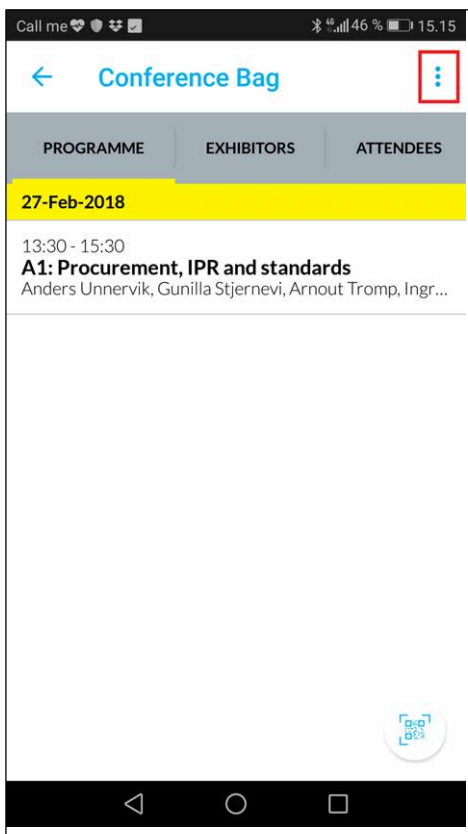 Call me 46 % 15.15
Conference Bag
PROGRAMME EXHIBITORS ATTENDEES
27-Feb-2018
13:30 - 15:30
A1: Procurement, IPR and standards
Anders Unnervik, Gunilla Stjernevi, Arnout Tromp, Ingr...